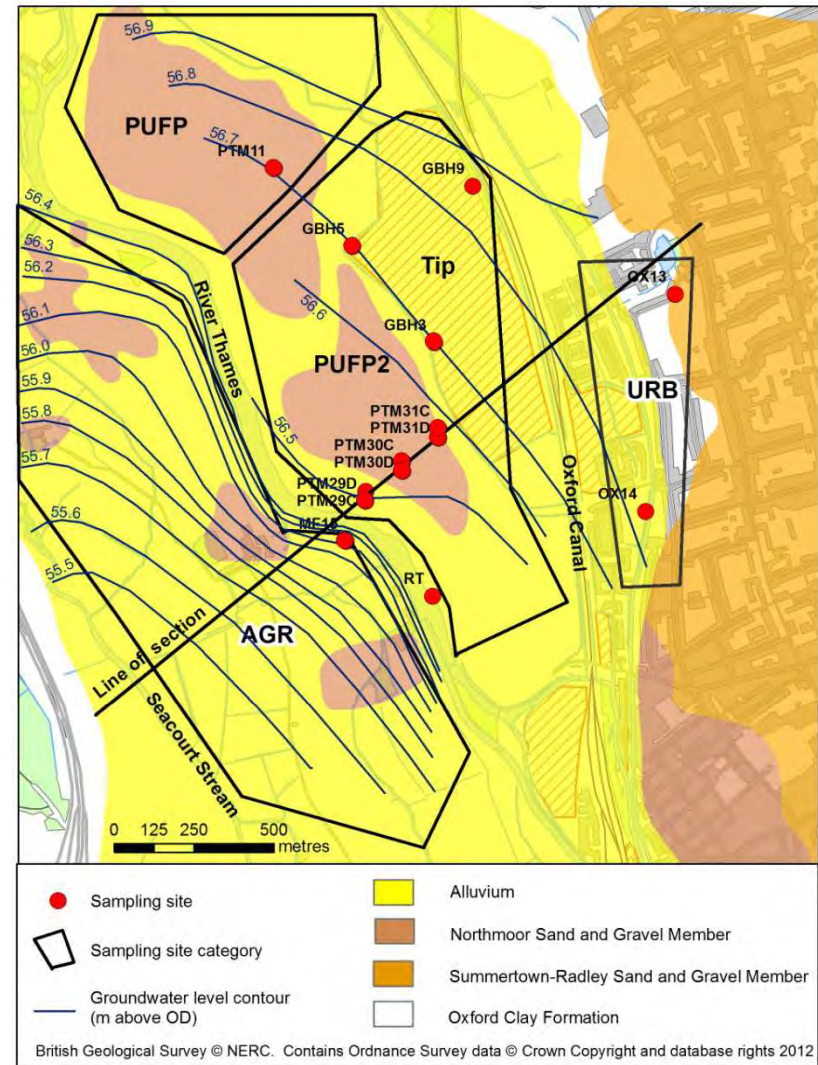 56.9
56.8
PUFP
56.7
PTM11
GBH9
56.4
GBH5
56.3
Tip
56.2
OX13
River Thames
56.6
56.1
GBH3
PUFP2
56.0
URB
55.9
56.5
PTM31C
PTM31D
55.8
PTM30C
PTM30D
55.7
PTM29D
PTM29C
Oxford Canal
OX14
55.6
55.5
RT
AGR
Line of section
Seacourt Stream
0 125 250 500
metres
Sampling site
Sampling site category
Groundwater level contour
(m above OD)
Alluvium
Northmoor Sand and Gravel Member
Summertown-Radley Sand and Gravel Member
Oxford Clay Formation
British Geological Survey © NERC. Contains Ordnance Survey data © Crown Copyright and database rights 2012